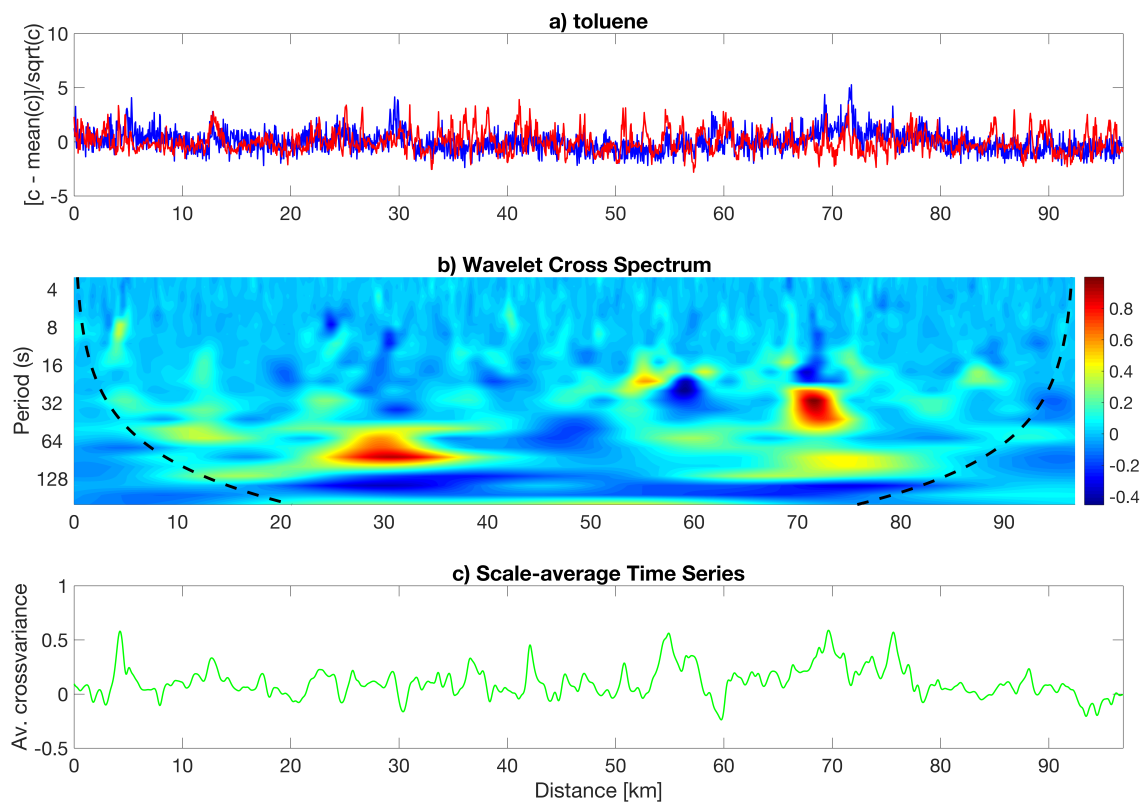 a) toluene
[c - mean(c)]/sqrt(c)
10
5
0
-5
0 10 20 30 40 50 60 70 80 90
b) Wavelet Cross Spectrum
Period (s)
4
8
16
32
64
128
0 10 20 30 40 50 60 70 80 90
0.8
0.6
0.4
0.2
0
-0.2
-0.4
c) Scale-average Time Series
Av. crossvariance
1
0.5
0
-0.5
0 10 20 30 40 50 60 70 80 90
Distance [km]